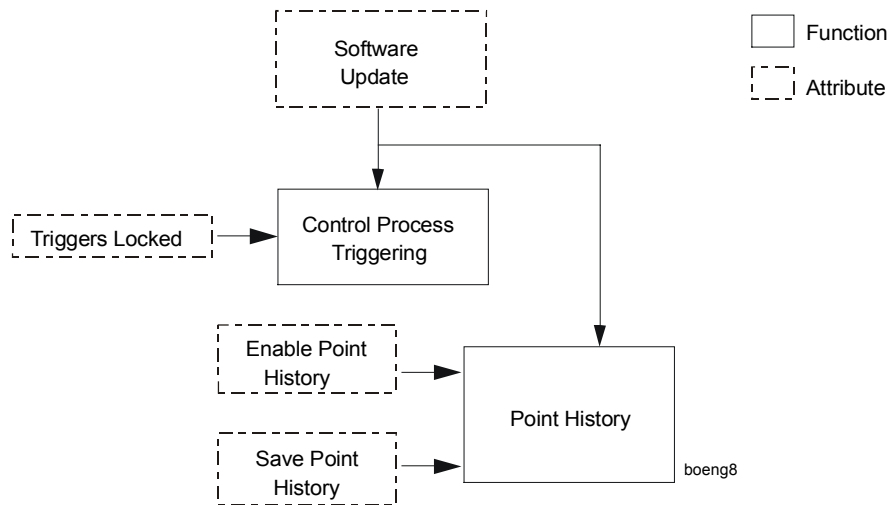 Software
Update
Function
Attribute
Control Process
Triggering
Triggers Locked
Enable Point
History
Point History
Save Point
History
boeng8